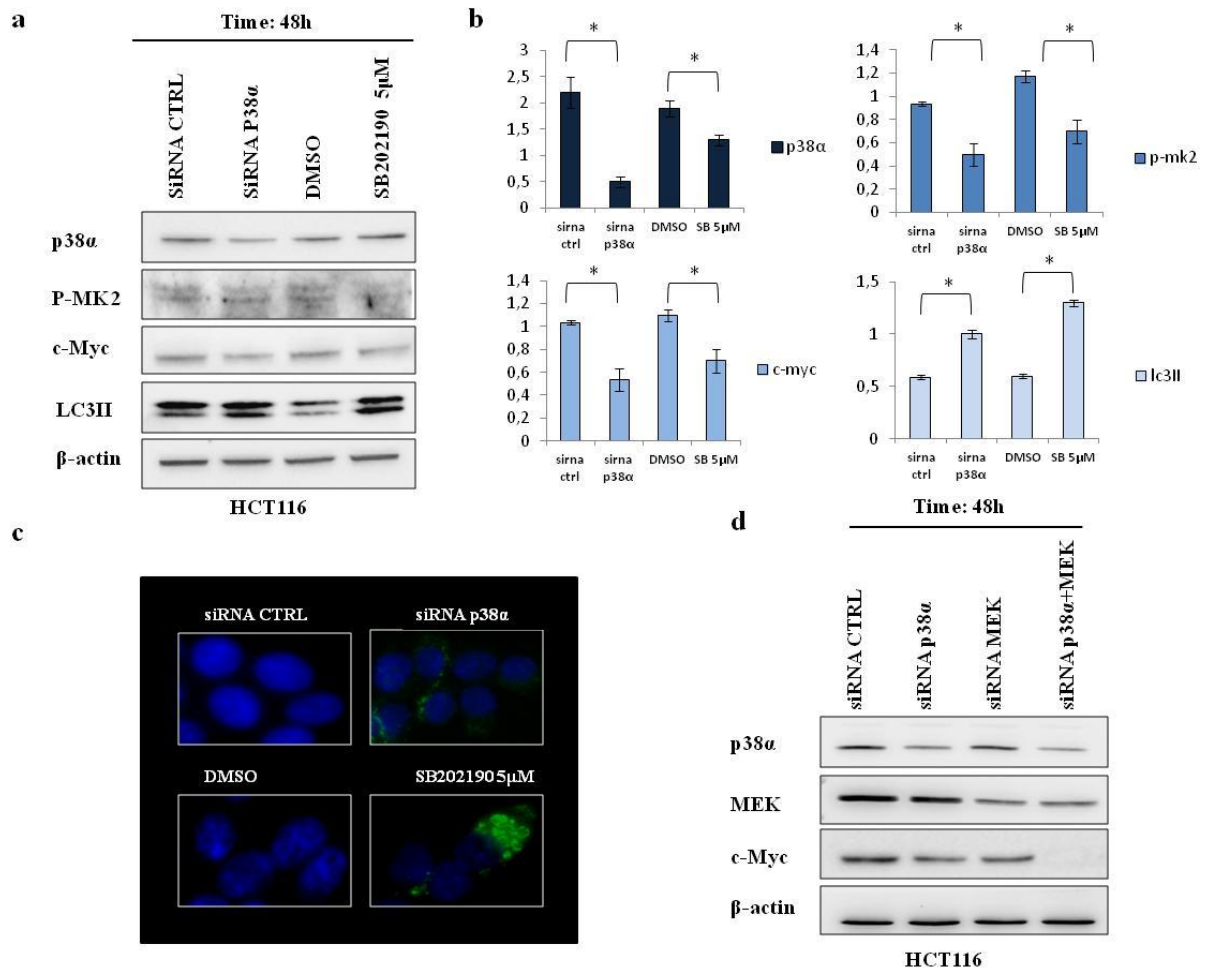 a
Time: 48h
SiRNA CTRL
SiRNA P38α
DMSO
SB202190 5µM
p38α
P-MK2
c-Myc
LC3II
β-actin
HCT116
b
*
*
3
2,5
2
1,5
1
0,5
0
sirna ctrl
sirna p38α
DMSO
SB 5µM
p38α
*
*
1,4
1,2
1
0,8
0,6
0,4
0,2
0
sirna ctrl
sirna p38α
DMSO
SB 5µM
p-mk2
*
*
1,4
1,2
1
0,8
0,6
0,4
0,2
0
sirna ctrl
sirna p38α
DMSO
SB 5µM
c-myc
*
*
1,5
1
0,5
0
sirna ctrl
sirna p38α
DMSO
SB 5µM
lc3II
c
siRNA CTRL
siRNA p38α
DMSO
SB202190 5µM
d
Time: 48h
siRNA CTRL
siRNA p38α
siRNA MEK
siRNA p38α+MEK
p38α
MEK
c-Myc
β-actin
HCT116